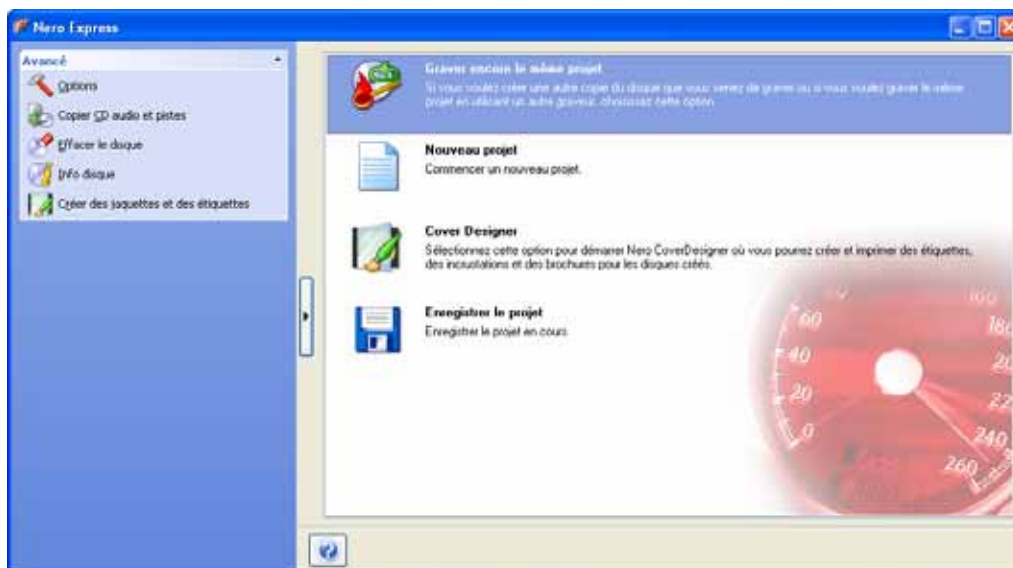 Nero Express
Avancé
Options
Copier CD audio et pistes
Effacer le disque
Info disque
Créer des jaquettes et des étiquettes
Graver encore le même projet
Si vous voulez créer une autre copie du disque que vous venez de graver ou si vous voulez graver le même
projet en utilisant un autre graveur, choisissez cette option.
Nouveau projet
Commencer un nouveau projet.
Cover Designer
Sélectionnez cette option pour démarrer Nero CoverDesigner où vous pourrez créer et imprimer des étiquettes,
des incrustations et des brochures pour les disques créés.
Enregistrer le projet
Enregistrer le projet en cours
60
40
20
0
160
180
20
22
240
260